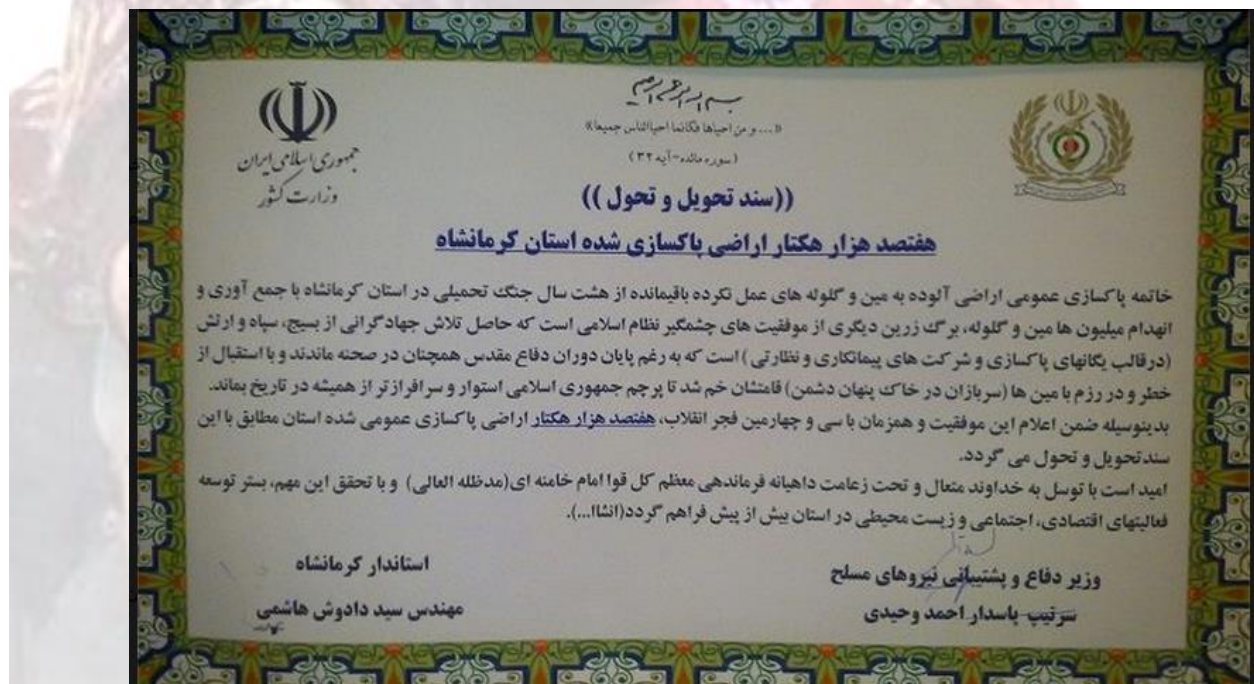 بسم الله الرحمن الرحیم
«... و من احیاها فکانما احیاالناس جمیعا»
(سوره مائده-آیه ۳۲)
جمهوری اسلامی ایران
وزارت کشور
((سند تحویل و تحول ))
هفتصد هزار هکتار اراضی پاکسازی شده استان کرمانشاه
خاتمه پاکسازی عمومی اراضی آلوده به مین و گلوله های عمل نکرده باقیمانده از هشت سال جنگ تحمیلی در استان کرمانشاه با جمع آوری و
انهدام میلیون ها مین و گلوله، برگ زرین دیگری از موفقیت های چشمگیر نظام اسلامی است که حاصل تلاش جهادگرانی از بسیج، سپاه و ارتش
(در قالب یگانهای پاکسازی و شرکت های پیمانکاری و نظارتی ) است که به رغم پایان دوران دفاع مقدس همچنان در صحنه ماندند و با استقبال از
خطر و در رزم با مین ها (سربازان در خاک پنهان دشمن) قامتشان خم شد تا پرچم جمهوری اسلامی استوار و سرافرازتر از همیشه در تاریخ بماند.
بدینوسیله ضمن اعلام این موفقیت و همزمان با سی و چهارمین فجر انقلاب، هفتصد هزار هکتار اراضی پاکسازی عمومی شده استان مطابق با این
سند تحویل و تحول می گردد.
امید است با توسل به خداوند متعال و تحت زعامت داهیانه فرماندهی معظم کل قوا امام خامنه ای(مدظله العالی) و با تحقق این مهم، بستر توسعه
فعالیتهای اقتصادی، اجتماعی و زیست محیطی در استان بیش از پیش فراهم گردد(انشاا...).
وزیر دفاع و پشتیبانی نیروهای مسلح
سرتیپ پاسدار احمد وحیدی
استاندار کرمانشاه
مهندس سید دادوش هاشمی